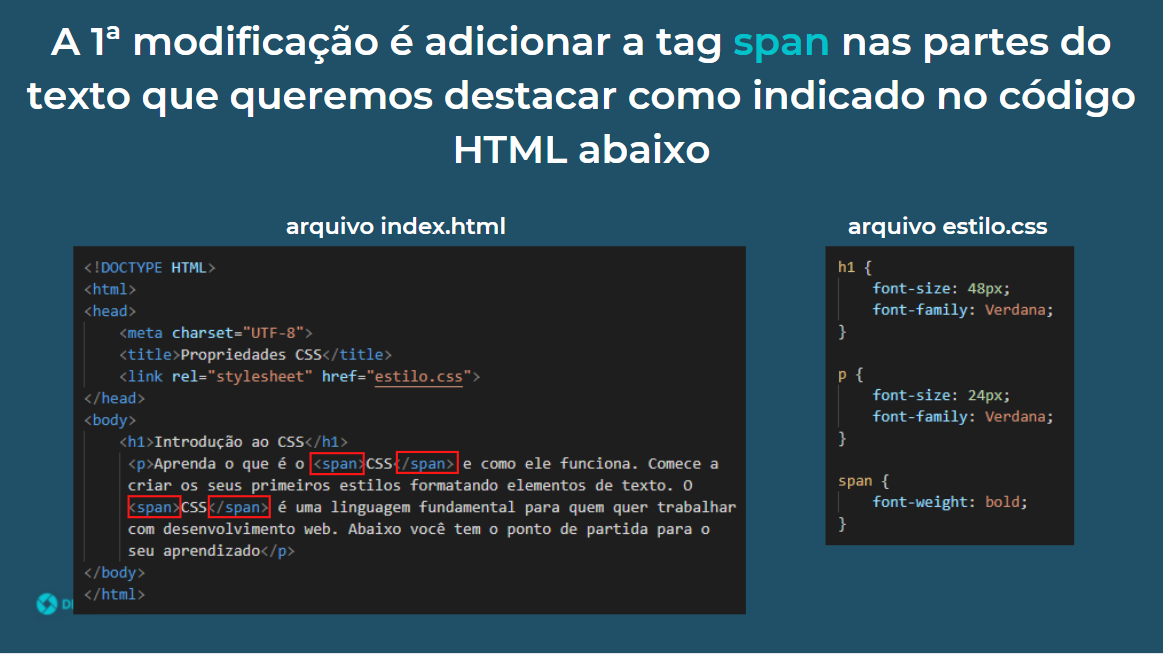 A 1ª modificação é adicionar a tag span nas partes do
texto que queremos destacar como indicado no código
HTML abaixo
arquivo index.html
<!DOCTYPE HTML>
<html>
<head>
<meta charset="UTF-8">
<title>Propriedades CSS</title>
<link rel="stylesheet" href="estilo.css">
</head>
<body>
<h1>Introdução ao CSS</h1>
<p>Aprenda o que é o <span>CSS</span> e como ele funciona. Comece a
criar os seus primeiros estilos formatando elementos de texto. O
<span>CSS</span> é uma linguagem fundamental para quem quer trabalhar
com desenvolvimento web. Abaixo você tem o ponto de partida para o
seu aprendizado</p>
</body>
</html>
arquivo estilo.css
h1 {
font-size: 48px;
font-family: Verdana;
}
p {
font-size: 24px;
font-family: Verdana;
}
span {
font-weight: bold;
}